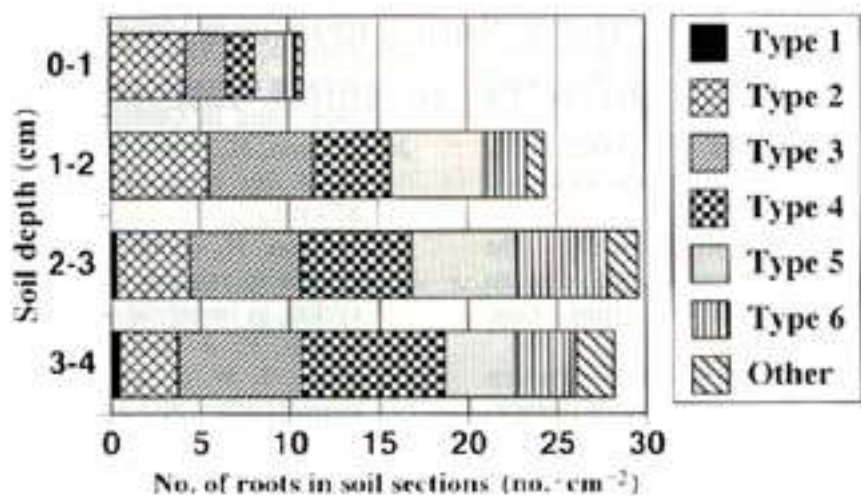 Soil depth (cm)
0-1
1-2
2-3
3-4
0 5 10 15 20 25 30
No. of roots in soil sections (no.·cm⁻²)
Type 1
Type 2
Type 3
Type 4
Type 5
Type 6
Other